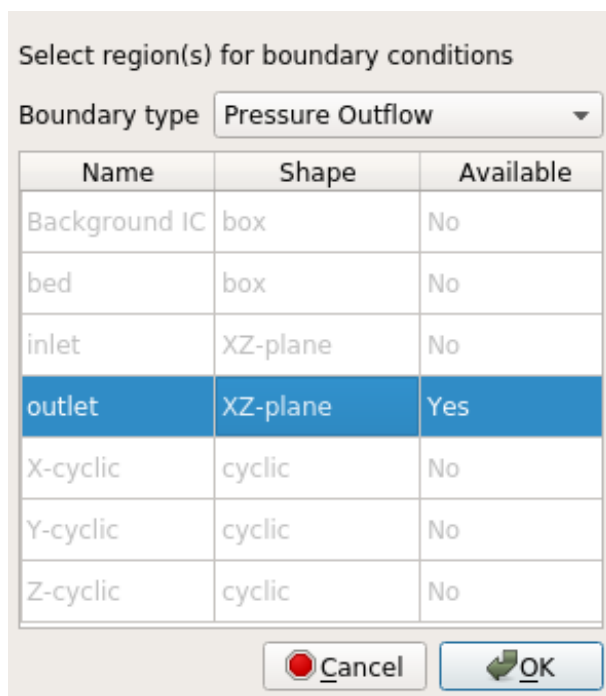 Select region(s) for boundary conditions
Boundary type Pressure Outflow
Name Shape Available
Background IC box No
bed box No
inlet XZ-plane No
outlet XZ-plane Yes
X-cyclic cyclic No
Y-cyclic cyclic No
Z-cyclic cyclic No
Cancel OK